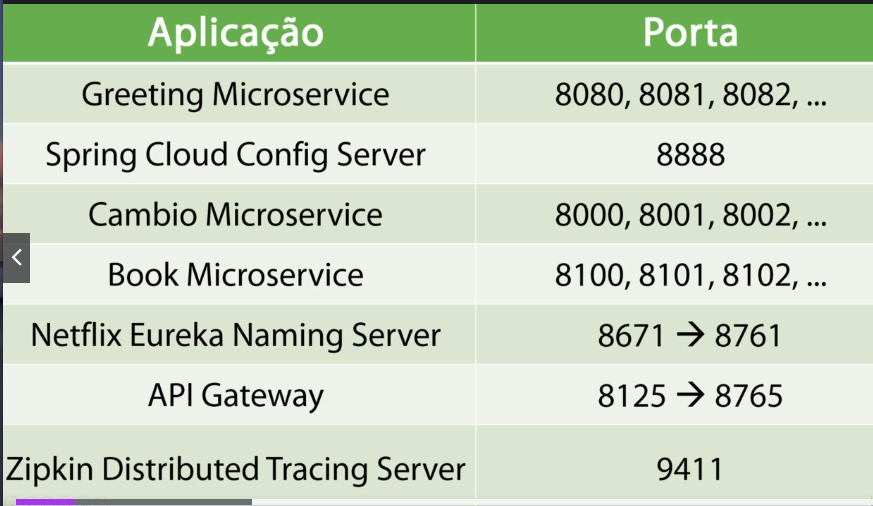 Aplicação Porta
Greeting Microservice 8080, 8081, 8082, ...
Spring Cloud Config Server 8888
Cambio Microservice 8000, 8001, 8002, ...
Book Microservice 8100, 8101, 8102, ...
Netflix Eureka Naming Server 8671 → 8761
API Gateway 8125 → 8765
Zipkin Distributed Tracing Server 9411